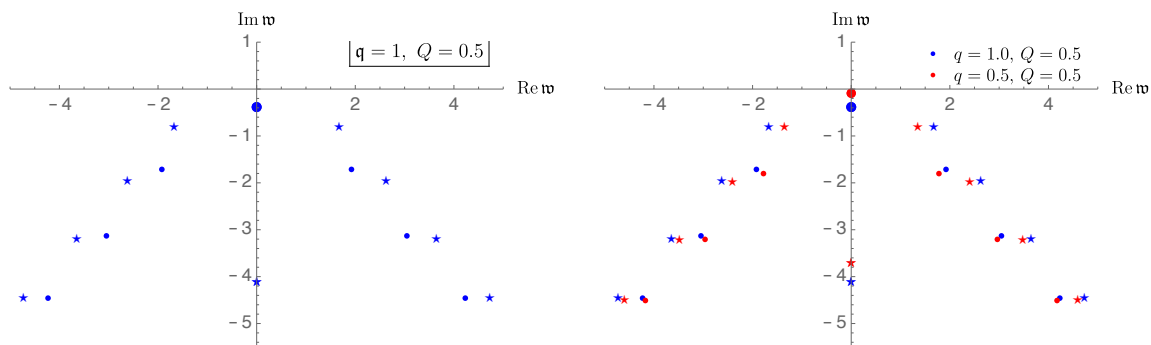 Im 𝔴
1
𝔮 = 1, Q = 0.5
Re 𝔴
-4
-2
2
4
-1
-2
-3
-4
-5
Im 𝔴
1
q = 1.0, Q = 0.5
q = 0.5, Q = 0.5
Re 𝔴
-4
-2
2
4
-1
-2
-3
-4
-5